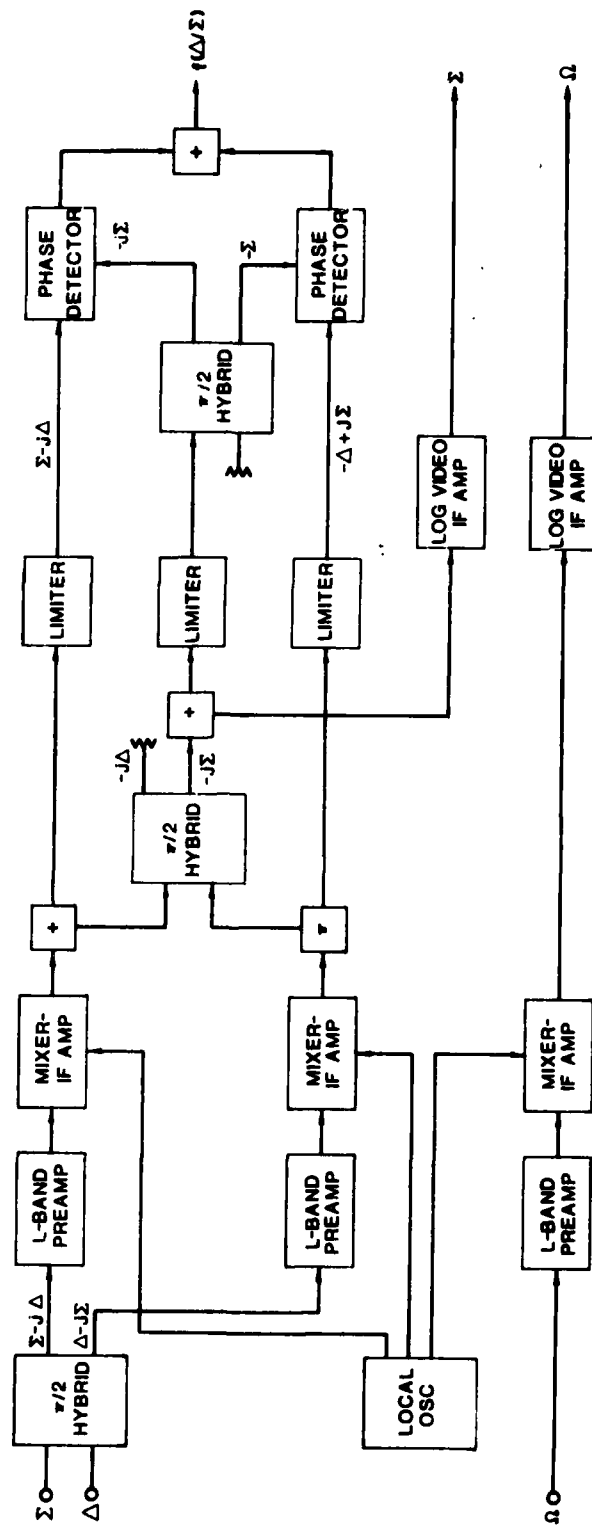 Σ
Δ
Ω
π/2
HYBRID
Σ-jΔ
Δ-jΣ
LOCAL
OSC
L-BAND
PREAMP
L-BAND
PREAMP
L-BAND
PREAMP
MIXER-
IF AMP
MIXER-
IF AMP
MIXER-
IF AMP
+
π
π/2
HYBRID
-jΔ
-jΣ
+
LIMITER
LIMITER
LIMITER
Σ-jΔ
-Δ+jΣ
π/2
HYBRID
-jΣ
-Σ
LOG VIDEO
IF AMP
LOG VIDEO
IF AMP
PHASE
DETECTOR
PHASE
DETECTOR
+
f(Δ/Σ)
Σ
Ω